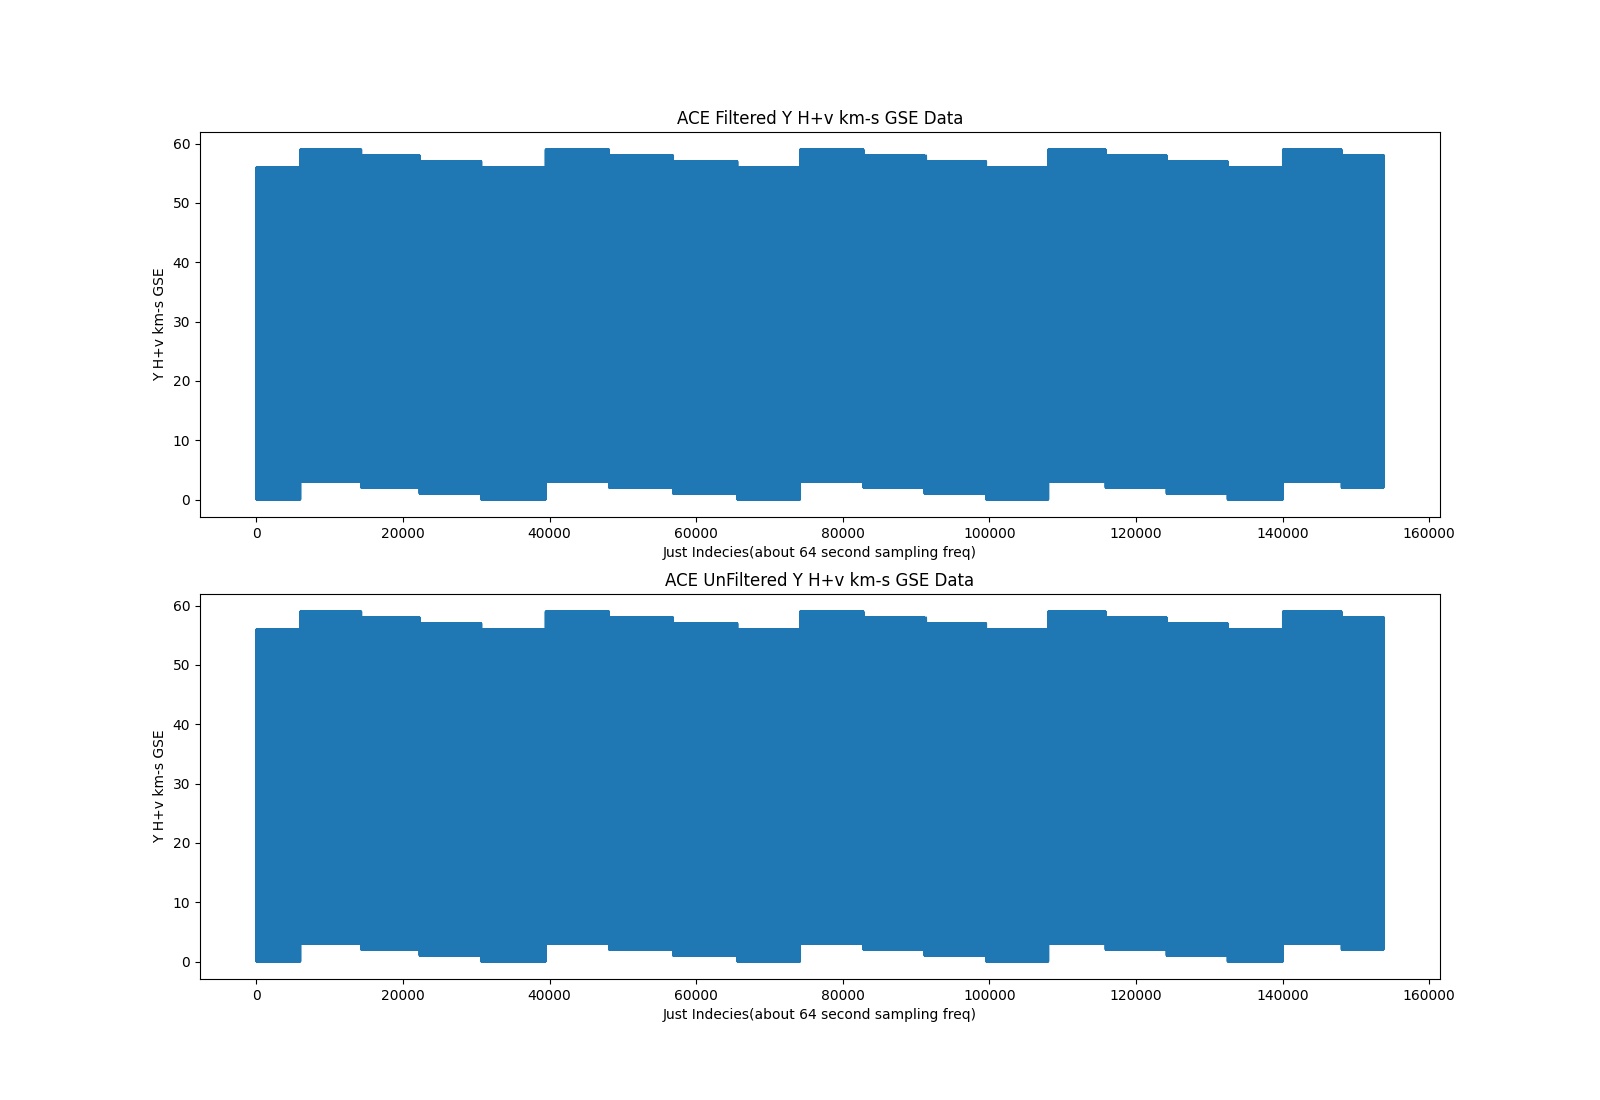 ACE Filtered Y H+v km-s GSE Data
60
50
40
30
20
10
0
Y H+v km-s GSE
0 20000 40000 60000 80000 100000 120000 140000 160000
Just Indecies(about 64 second sampling freq)
ACE UnFiltered Y H+v km-s GSE Data
60
50
40
30
20
10
0
Y H+v km-s GSE
0 20000 40000 60000 80000 100000 120000 140000 160000
Just Indecies(about 64 second sampling freq)